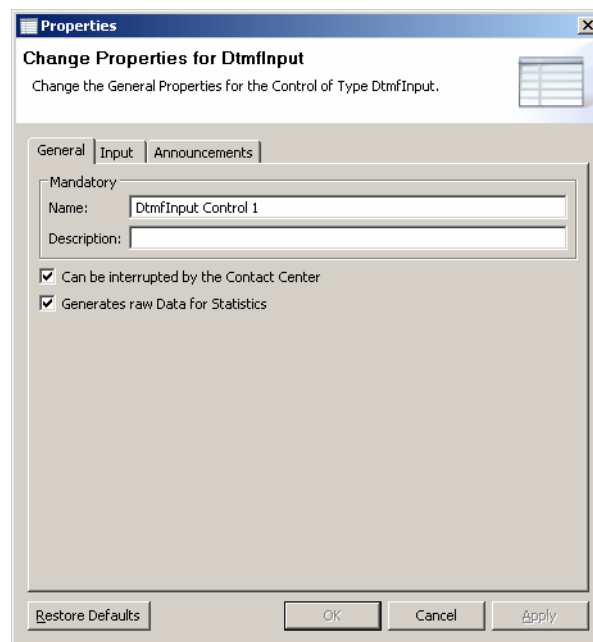 Properties
Change Properties for DtmfInput
Change the General Properties for the Control of Type DtmfInput.
General Input Announcements
Mandatory
Name: DtmfInput Control 1
Description:
Can be interrupted by the Contact Center
Generates raw Data for Statistics
Restore Defaults OK Cancel Apply